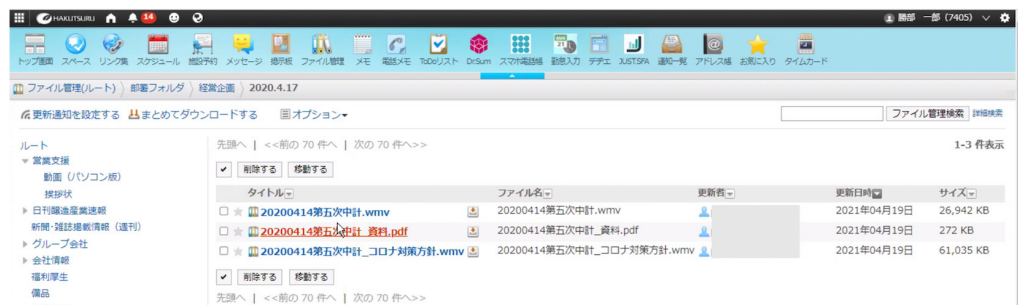 HAKUTSURU 14 勝部 一郎 (7405)
トップ画面 スペース リンク集 スケジュール 施設予約 メッセージ 掲示板 ファイル管理 メモ 電話メモ ToDoリスト Dr.Sum スマホ電話帳 勤怠入力 デヂエ JUST.SFA 通知一覧 アドレス帳 お気に入り タイムカード
ファイル管理(ルート) 〉 部署フォルダ 〉 経営企画 〉 2020.4.17
更新通知を設定する まとめてダウンロードする オプション▾ ファイル管理検索 詳細検索
ルート
営業支援
動画（パソコン版）
挨拶状
日刊醸造産業速報
新聞・雑誌掲載情報（週刊）
グループ会社
会社情報
福利厚生
備品
先頭へ | <<前の 70 件へ | 次の 70 件へ>> 1-3 件表示
削除する 移動する
タイトル ファイル名 更新者 更新日時 サイズ
20200414第五次中計.wmv 20200414第五次中計.wmv 2021年04月19日 26,942 KB
20200414第五次中計_資料.pdf 20200414第五次中計_資料.pdf 2021年04月19日 272 KB
20200414第五次中計_コロナ対策方針.wmv 20200414第五次中計_コロナ対策方針.wmv 2021年04月19日 61,035 KB
削除する 移動する
先頭へ | <<前の 70 件へ | 次の 70 件へ>>